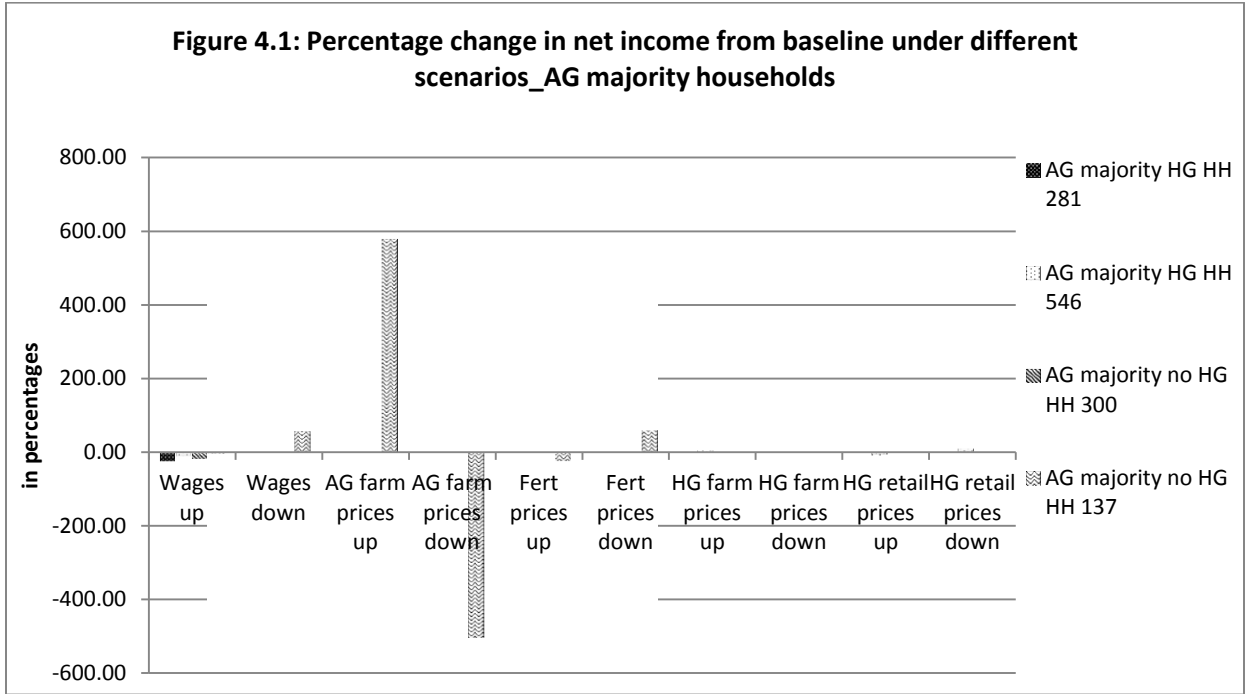 Figure 4.1: Percentage change in net income from baseline under different
scenarios_AG majority households
in percentages
800.00
600.00
400.00
200.00
0.00
-200.00
-400.00
-600.00
Wages
up
Wages
down
AG farm
prices
up
AG farm
prices
down
Fert
prices
up
Fert
prices
down
HG farm
prices
up
HG farm
prices
down
HG retail
prices
up
HG retail
prices
down
AG majority HG HH
281
AG majority HG HH
546
AG majority no HG
HH 300
AG majority no HG
HH 137